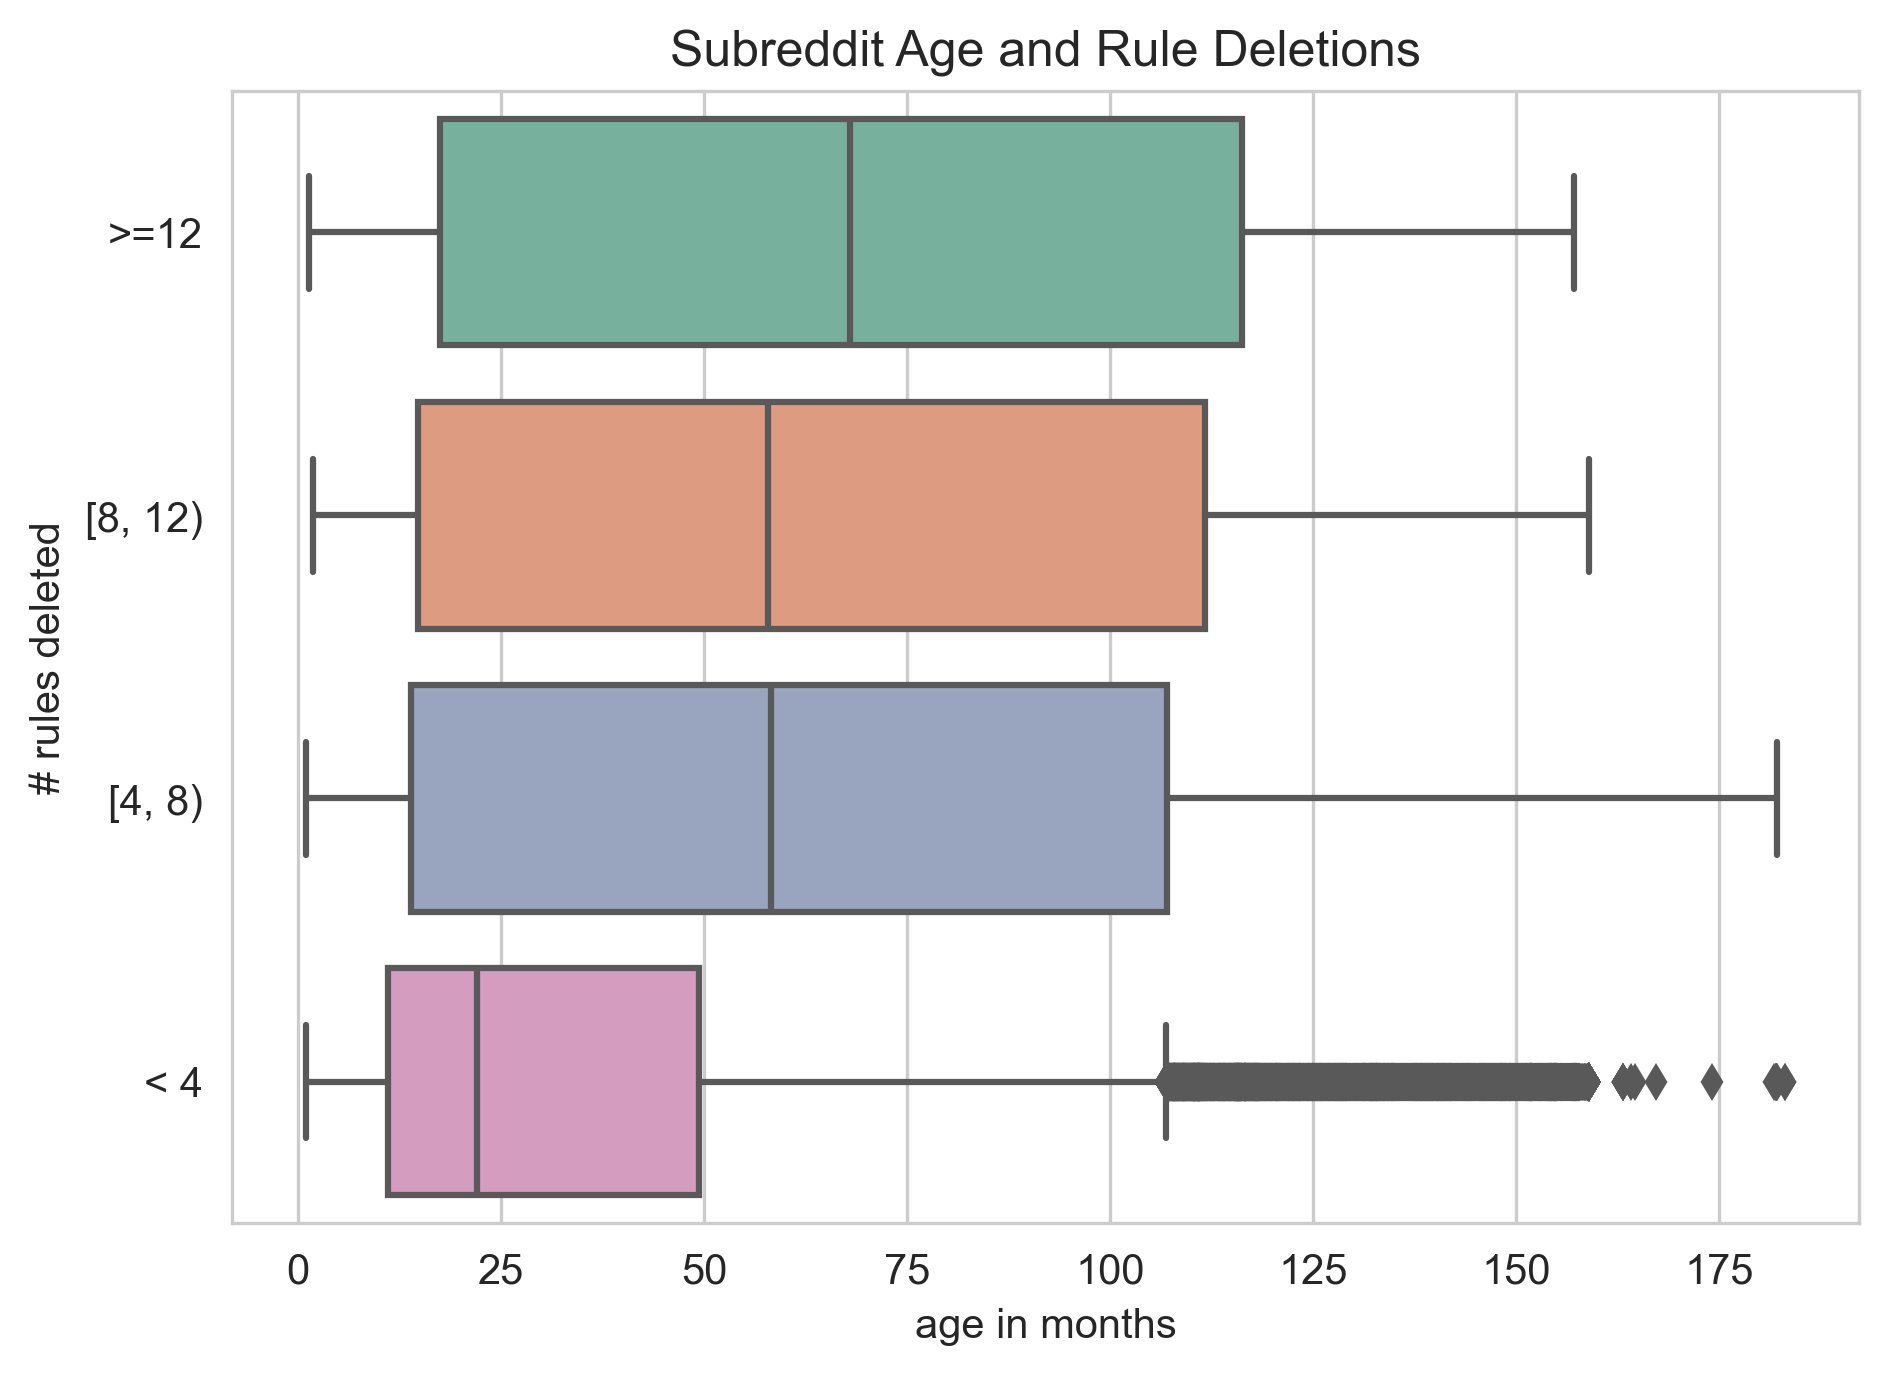 Subreddit Age and Rule Deletions
# rules deleted
>=12
[8, 12)
[4, 8)
< 4
0 25 50 75 100 125 150 175
age in months